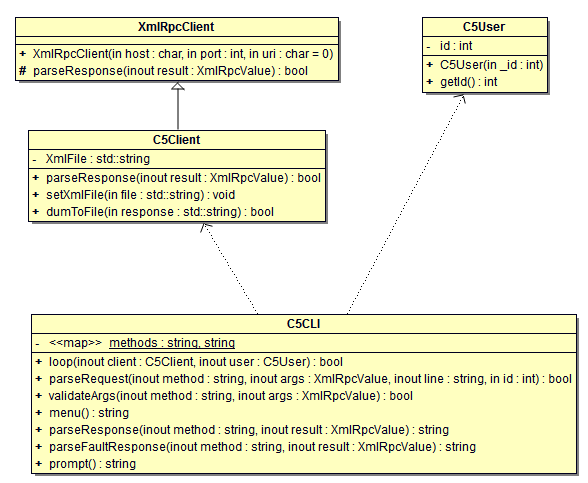 XmlRpcClient
+ XmlRpcClient(in host : char, in port : int, in uri : char = 0)
# parseResponse(inout result : XmlRpcValue) : bool
C5User
- id : int
+ C5User(in _id : int)
+ getId() : int
C5Client
- XmlFile : std::string
+ parseResponse(inout result : XmlRpcValue) : bool
+ setXmlFile(in file : std::string) : void
+ dumToFile(in response : std::string) : bool
C5CLI
- <<map>> methods : string, string
+ loop(inout client : C5Client, inout user : C5User) : bool
+ parseRequest(inout method : string, inout args : XmlRpcValue, inout line : string, in id : int) : bool
+ validateArgs(inout method : string, inout args : XmlRpcValue) : bool
+ menu() : string
+ parseResponse(inout method : string, inout result : XmlRpcValue) : string
+ parseFaultResponse(inout method : string, inout result : XmlRpcValue) : string
+ prompt() : string